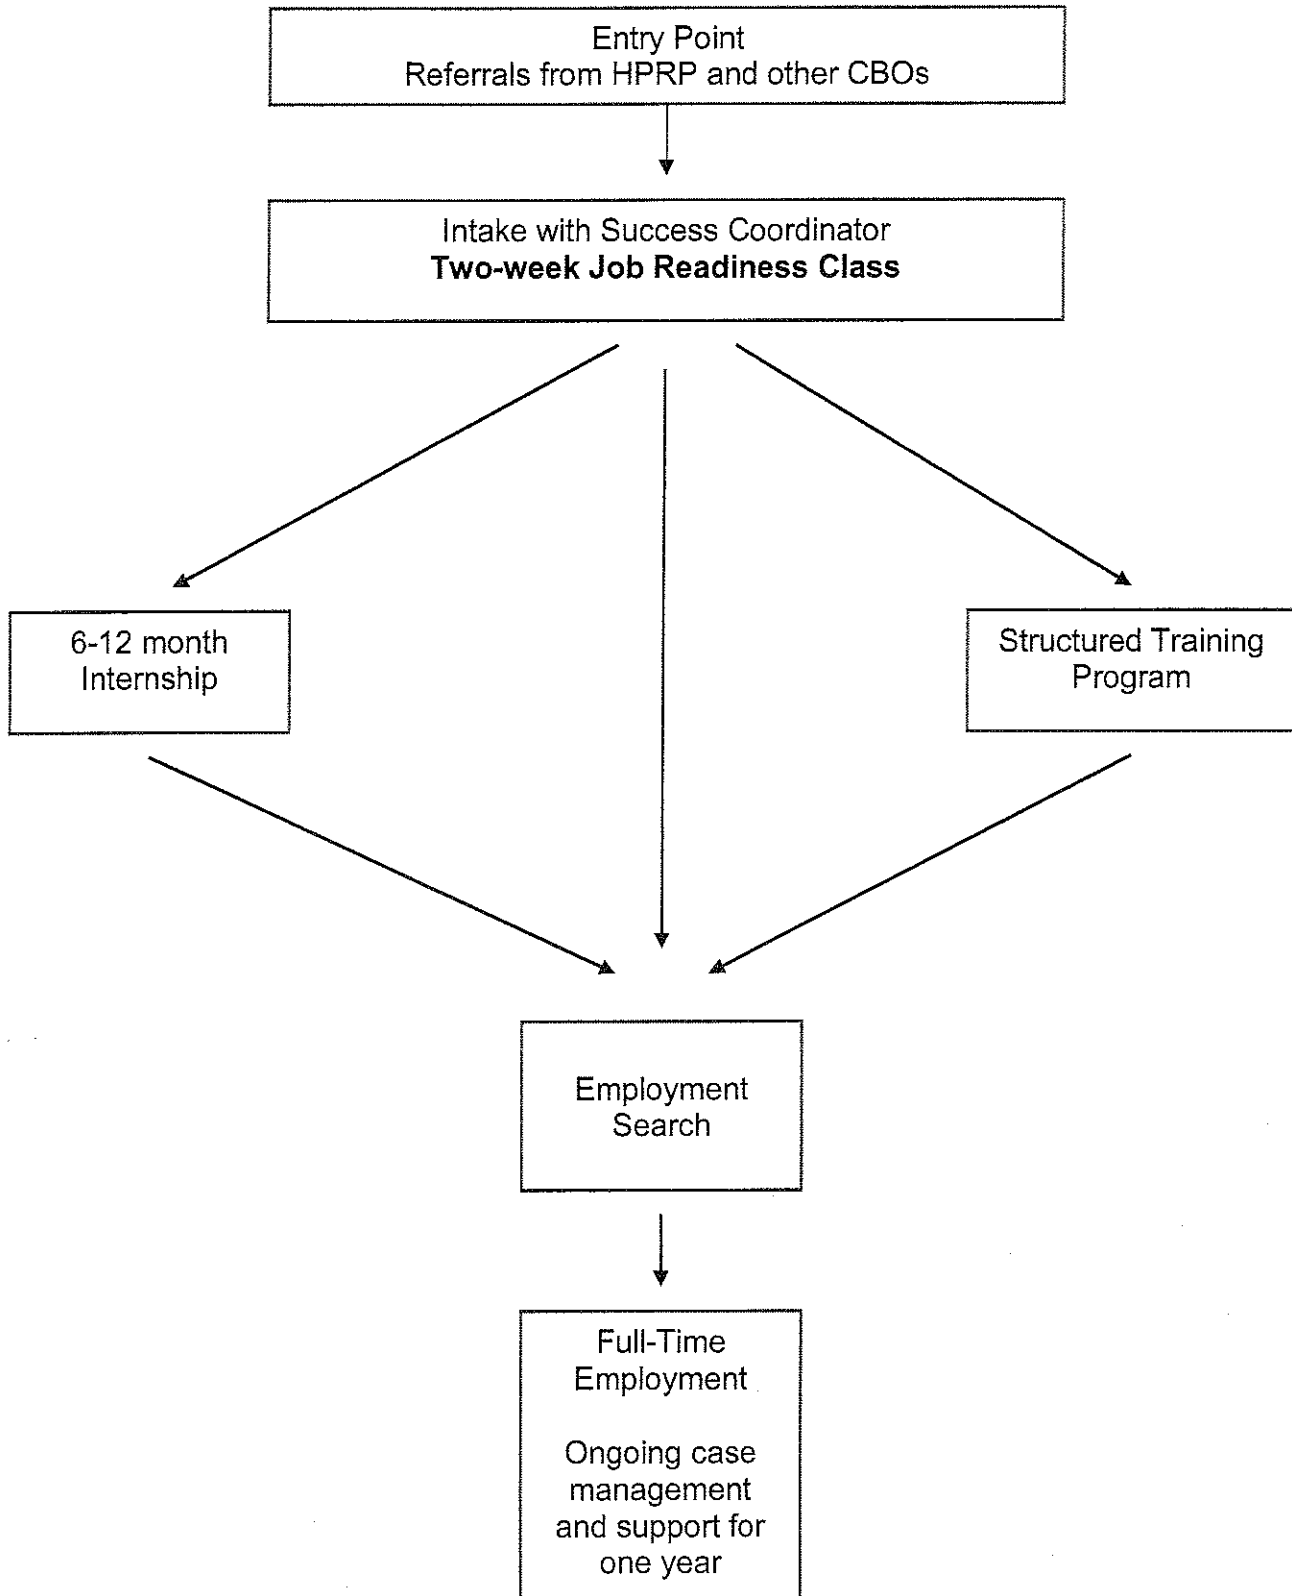 Entry Point
Referrals from HPRP and other CBOs
Intake with Success Coordinator
Two-week Job Readiness Class
6-12 month
Internship
Structured Training
Program
Employment
Search
Full-Time
Employment
Ongoing case
management
and support for
one year